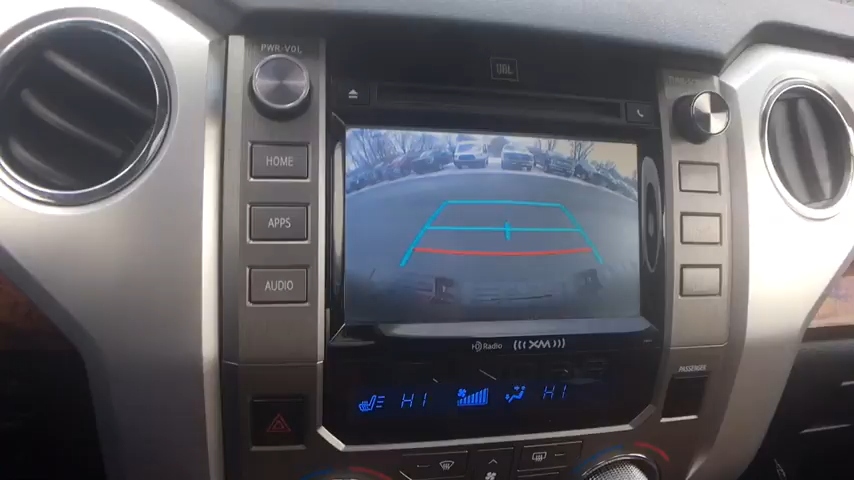 PWR·VOL
JBL
HOME
APPS
AUDIO
HD Radio
((( XM )))
PASSENGER
HI
HI